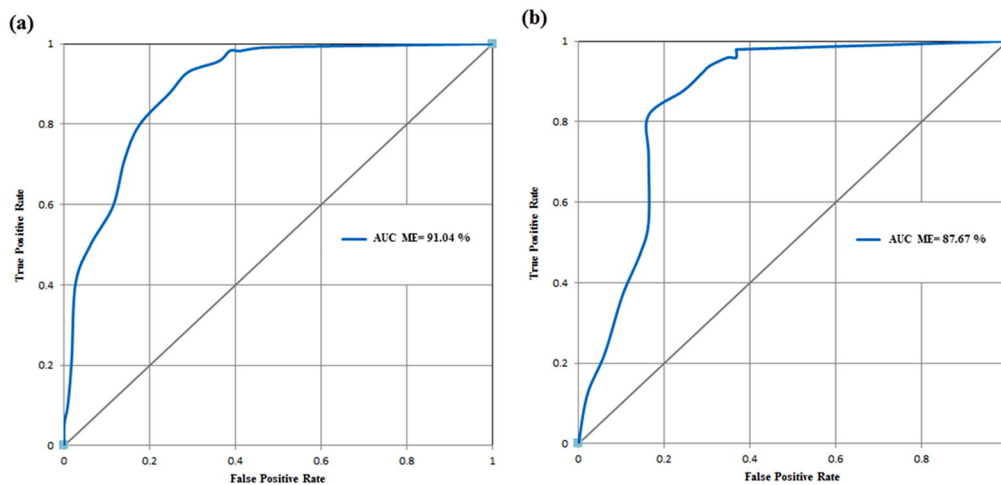 (a)
1
0.8
0.6
0.4
0.2
0
True Positive Rate
AUC ME= 91.04 %
0 0.2 0.4 0.6 0.8 1
False Positive Rate
(b)
1
0.8
0.6
0.4
0.2
0
True Positive Rate
AUC ME= 87.67 %
0 0.2 0.4 0.6 0.8
False Positive Rate